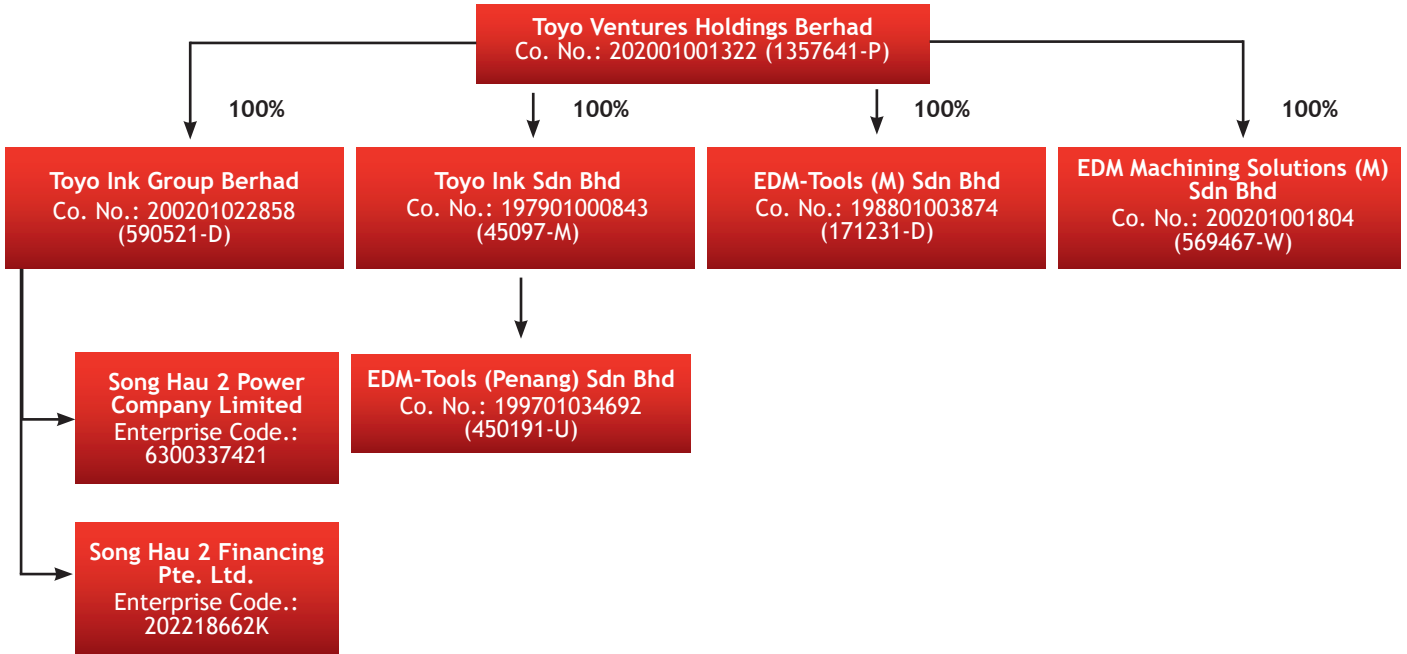 Toyo Ventures Holdings Berhad
Co. No.: 202001001322 (1357641-P)
100%
100%
100%
100%
Toyo Ink Group Berhad
Co. No.: 200201022858
(590521-D)
Toyo Ink Sdn Bhd
Co. No.: 197901000843
(45097-M)
EDM-Tools (M) Sdn Bhd
Co. No.: 198801003874
(171231-D)
EDM Machining Solutions (M)
Sdn Bhd
Co. No.: 200201001804
(569467-W)
Song Hau 2 Power
Company Limited
Enterprise Code.:
6300337421
EDM-Tools (Penang) Sdn Bhd
Co. No.: 199701034692
(450191-U)
Song Hau 2 Financing
Pte. Ltd.
Enterprise Code.:
202218662K